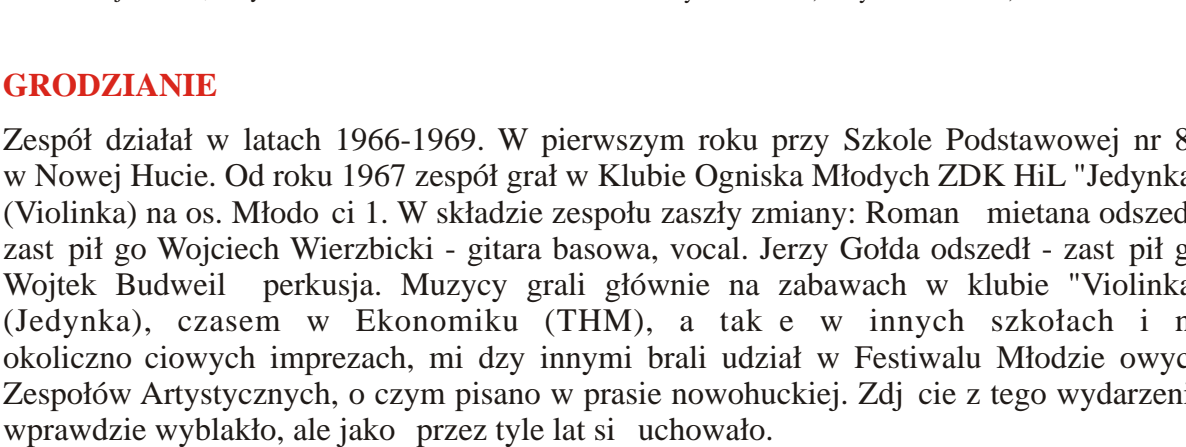 GRODZIANIE
Zespół działał w latach 1966-1969. W pierwszym roku przy Szkole Podstawowej nr 8
w Nowej Hucie. Od roku 1967 zespół grał w Klubie Ogniska Młodych ZDK HiL "Jedynka
(Violinka) na os. Młodo ci 1. W składzie zespołu zaszły zmiany: Roman mietana odszed
zast pił go Wojciech Wierzbicki - gitara basowa, vocal. Jerzy Gołda odszedł - zast pił g
Wojtek Budweil perkusja. Muzycy grali głównie na zabawach w klubie "Violinka
(Jedynka), czasem w Ekonomiku (THM), a tak e w innych szkołach i n
okoliczno ciowych imprezach, mi dzy innymi brali udział w Festiwalu Młodzie owyc
Zespołów Artystycznych, o czym pisano w prasie nowohuckiej. Zdj cie z tego wydarzeni
wprawdzie wyblakło, ale jako przez tyle lat si uchowało.